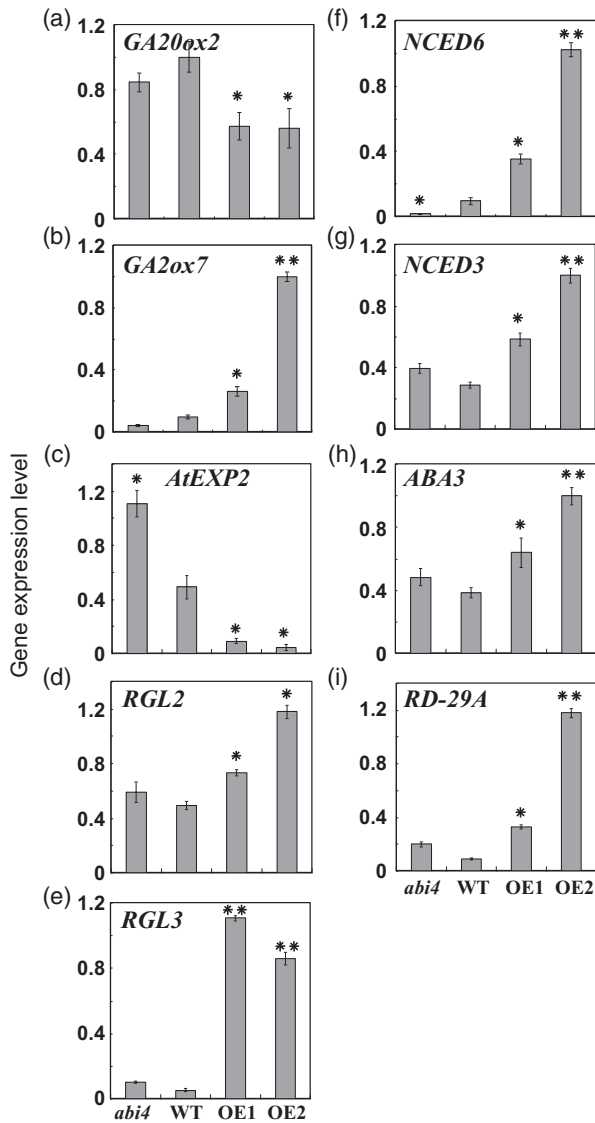 Gene expression level
(a)
GA20ox2
1.2
0.8
0.4
0
*
*
(b)
GA2ox7
1.2
0.8
0.4
0
*
**
(c)
AtEXP2
1.2
0.8
0.4
0
*
*
*
(d)
RGL2
1.2
0.8
0.4
0
*
*
(e)
RGL3
1.2
0.8
0.4
0
**
**
abi4 WT OE1 OE2
(f)
NCED6
1.2
0.8
0.4
0
*
*
**
(g)
NCED3
1.2
0.8
0.4
0
*
**
(h)
ABA3
1.2
0.8
0.4
0
*
**
(i)
RD-29A
1.2
0.8
0.4
0
*
**
abi4 WT OE1 OE2